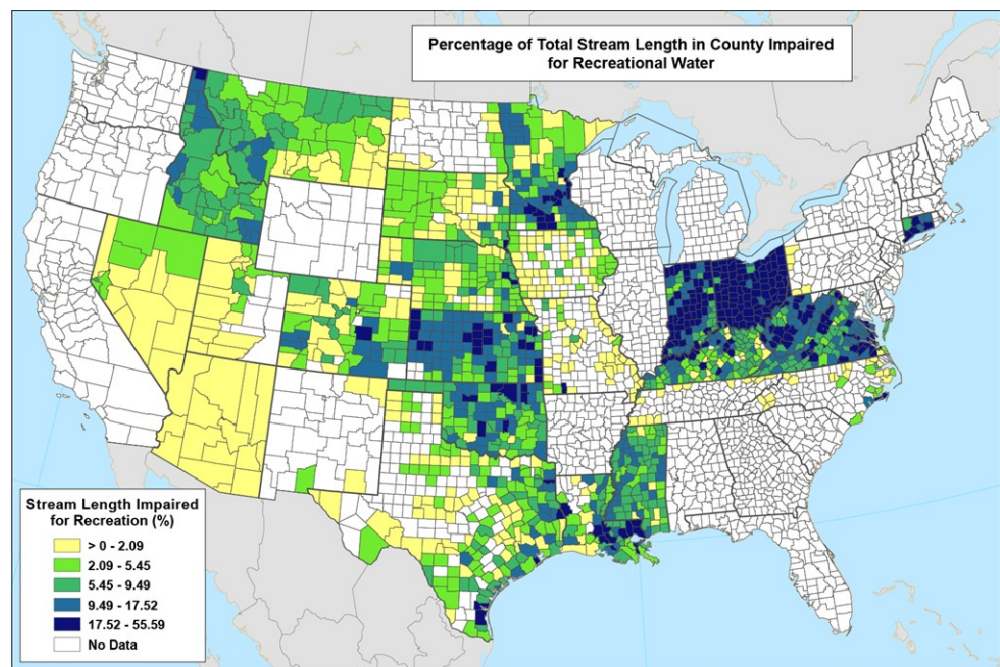 Percentage of Total Stream Length in County Impaired
for Recreational Water
Stream Length Impaired
for Recreation (%)
> 0 - 2.09
2.09 - 5.45
5.45 - 9.49
9.49 - 17.52
17.52 - 55.59
No Data